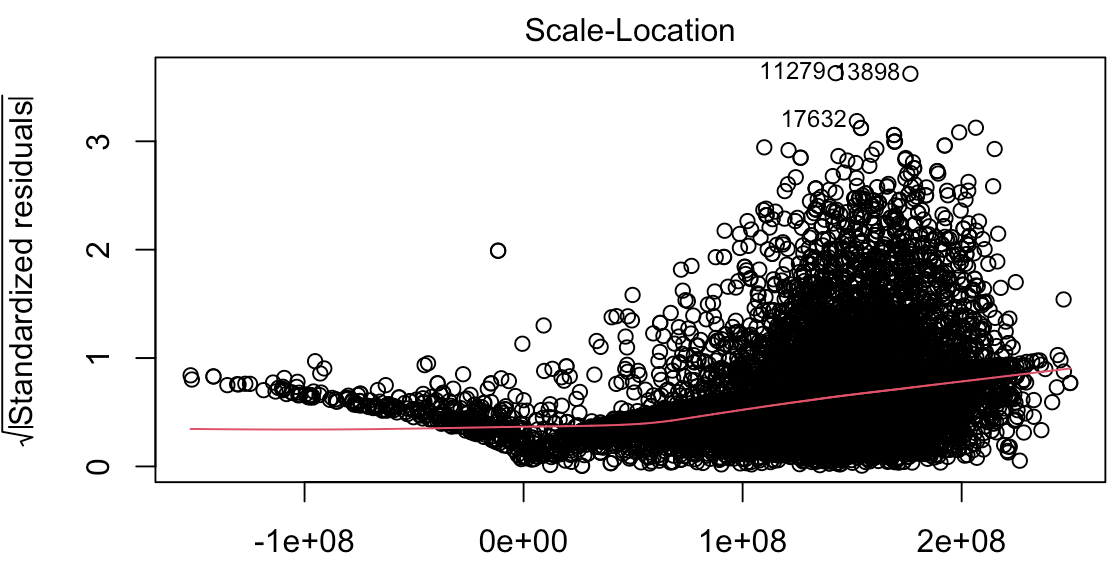 Scale-Location
√|Standardized residuals|
11279
13898
17632
3
2
1
0
-1e+08 0e+00 1e+08 2e+08